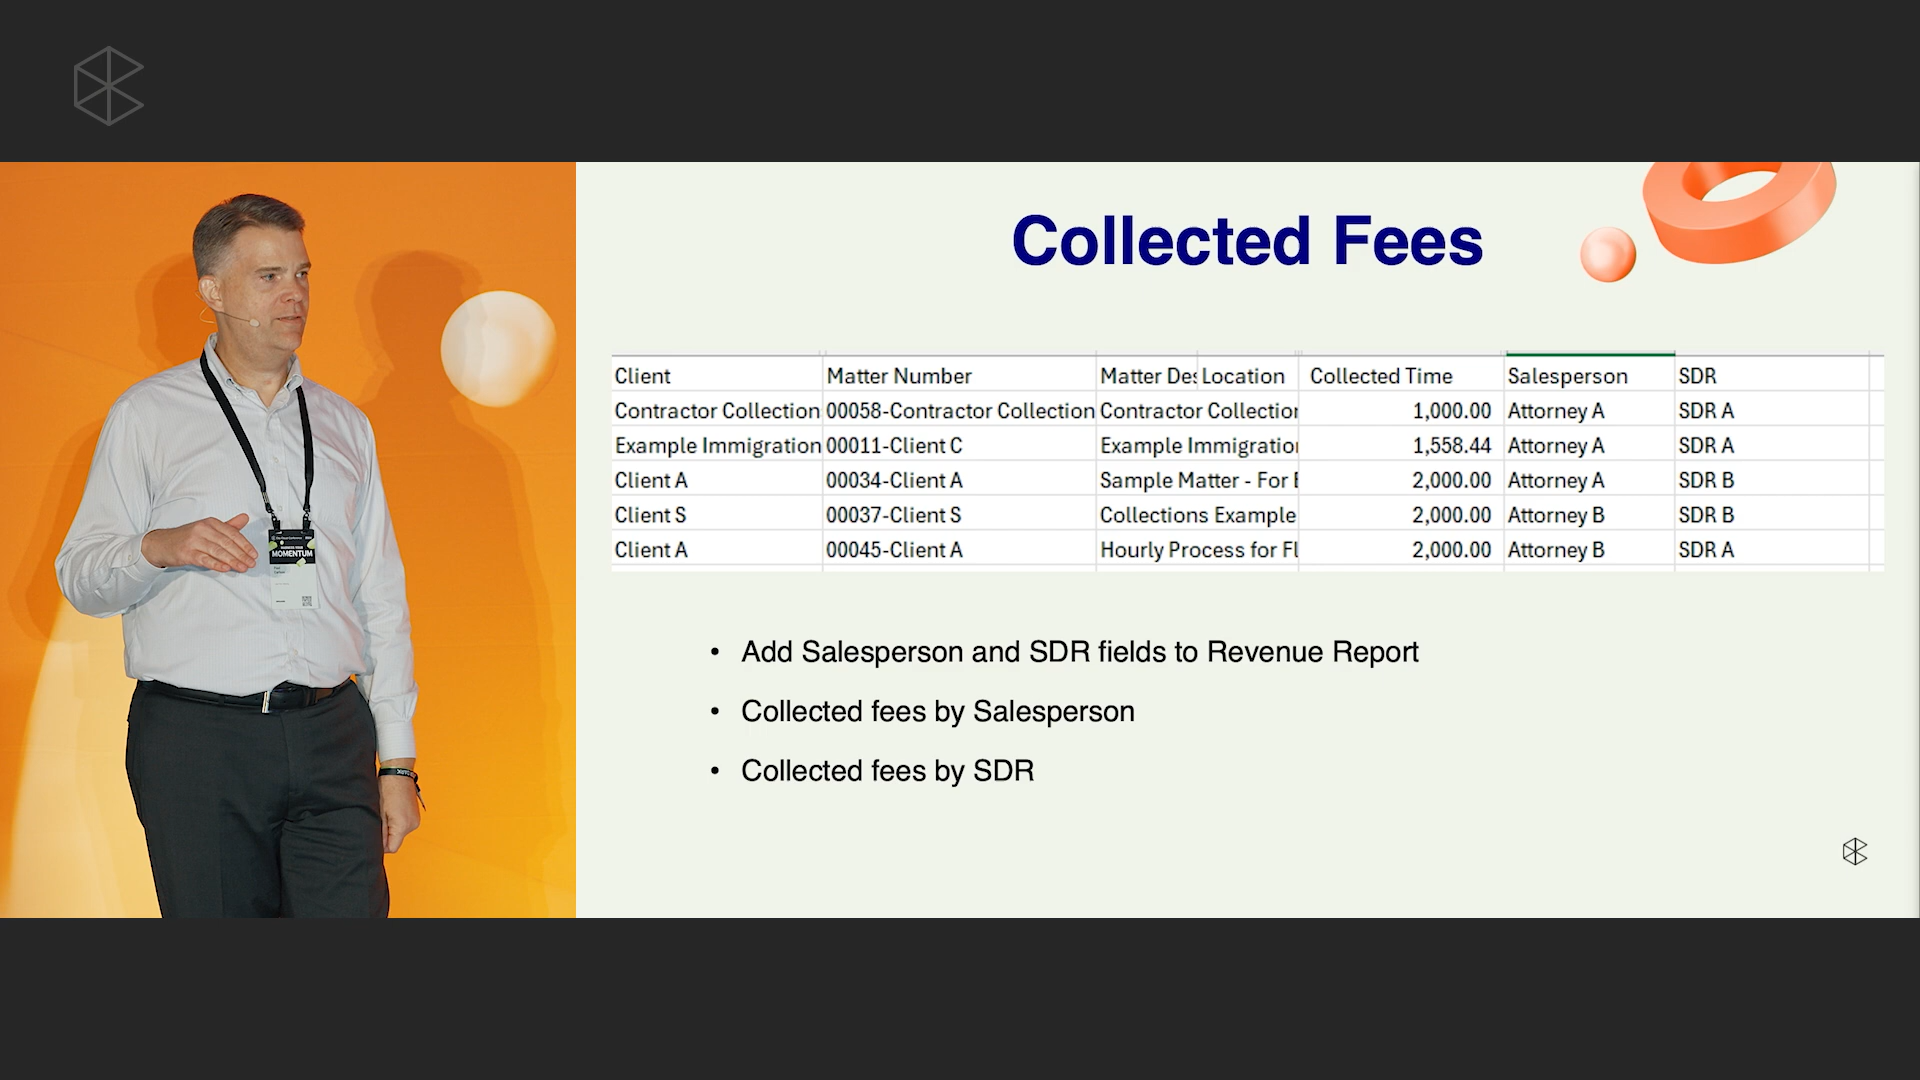 Collected Fees
Client Matter Number Matter Des Location Collected Time Salesperson SDR
Contractor Collection 00058-Contractor Collection Contractor Collection 1,000.00 Attorney A SDR A
Example Immigration 00011-Client C Example Immigration 1,558.44 Attorney A SDR A
Client A 00034-Client A Sample Matter - For 2,000.00 Attorney A SDR B
Client S 00037-Client S Collections Example 2,000.00 Attorney B SDR B
Client A 00045-Client A Hourly Process for Fl 2,000.00 Attorney B SDR A
• Add Salesperson and SDR fields to Revenue Report
• Collected fees by Salesperson
• Collected fees by SDR
MOMENTUM